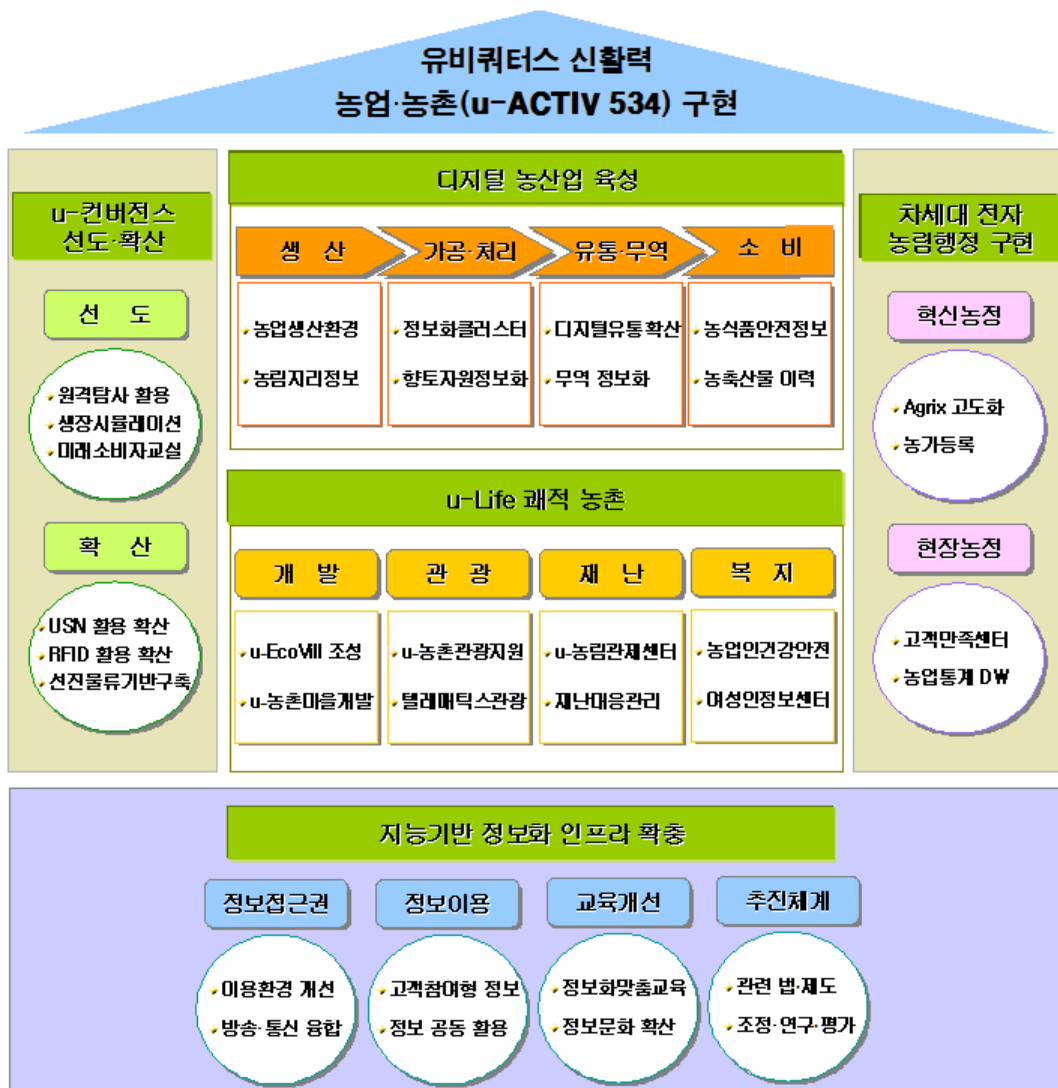 유비쿼터스 신활력
농업·농촌(u-ACTIV 534) 구현
u-컨버전스
선도·확산
선 도
원격탐사 활용
생장시뮬레이션
미래소비자교실
확 산
USN 활용 확산
RFID 활용 확산
선진물류기반구축
디지털 농산업 육성
생 산
가공·처리
유통·무역
소 비
농업생산환경
농림지리정보
정보화클러스터
향토자원정보화
디지털유통확산
무역 정보화
농식품안전정보
농축산물 이력
u-Life 쾌적 농촌
개 발
관 광
재 난
복 지
u-EcoVill 조성
u-농촌마을개발
u-농촌관광지원
텔레매틱스관광
u-농림관제센터
재난대응관리
농업인건강안전
여성인정보센터
차세대 전자
농림행정 구현
혁신농정
Agrix 고도화
농가등록
현장농정
고객만족센터
농업통계 DW
지능기반 정보화 인프라 확충
정보접근권
정보이용
교육개선
추진체계
이용환경 개선
방송·통신 융합
고객참여형 정보
정보 공동 활용
정보화맞춤교육
정보문화 확산
관련 법·제도
조정·연구·평가